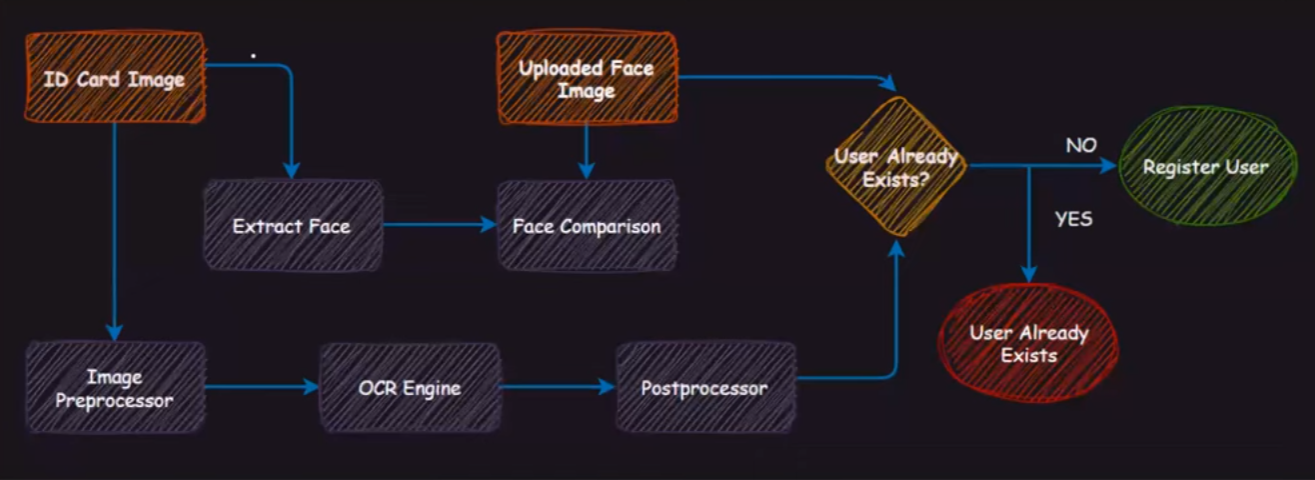 ID Card Image
Uploaded Face
Image
User Already
Exists?
NO
Register User
YES
Extract Face
Face Comparison
User Already
Exists
Image
Preprocessor
OCR Engine
Postprocessor